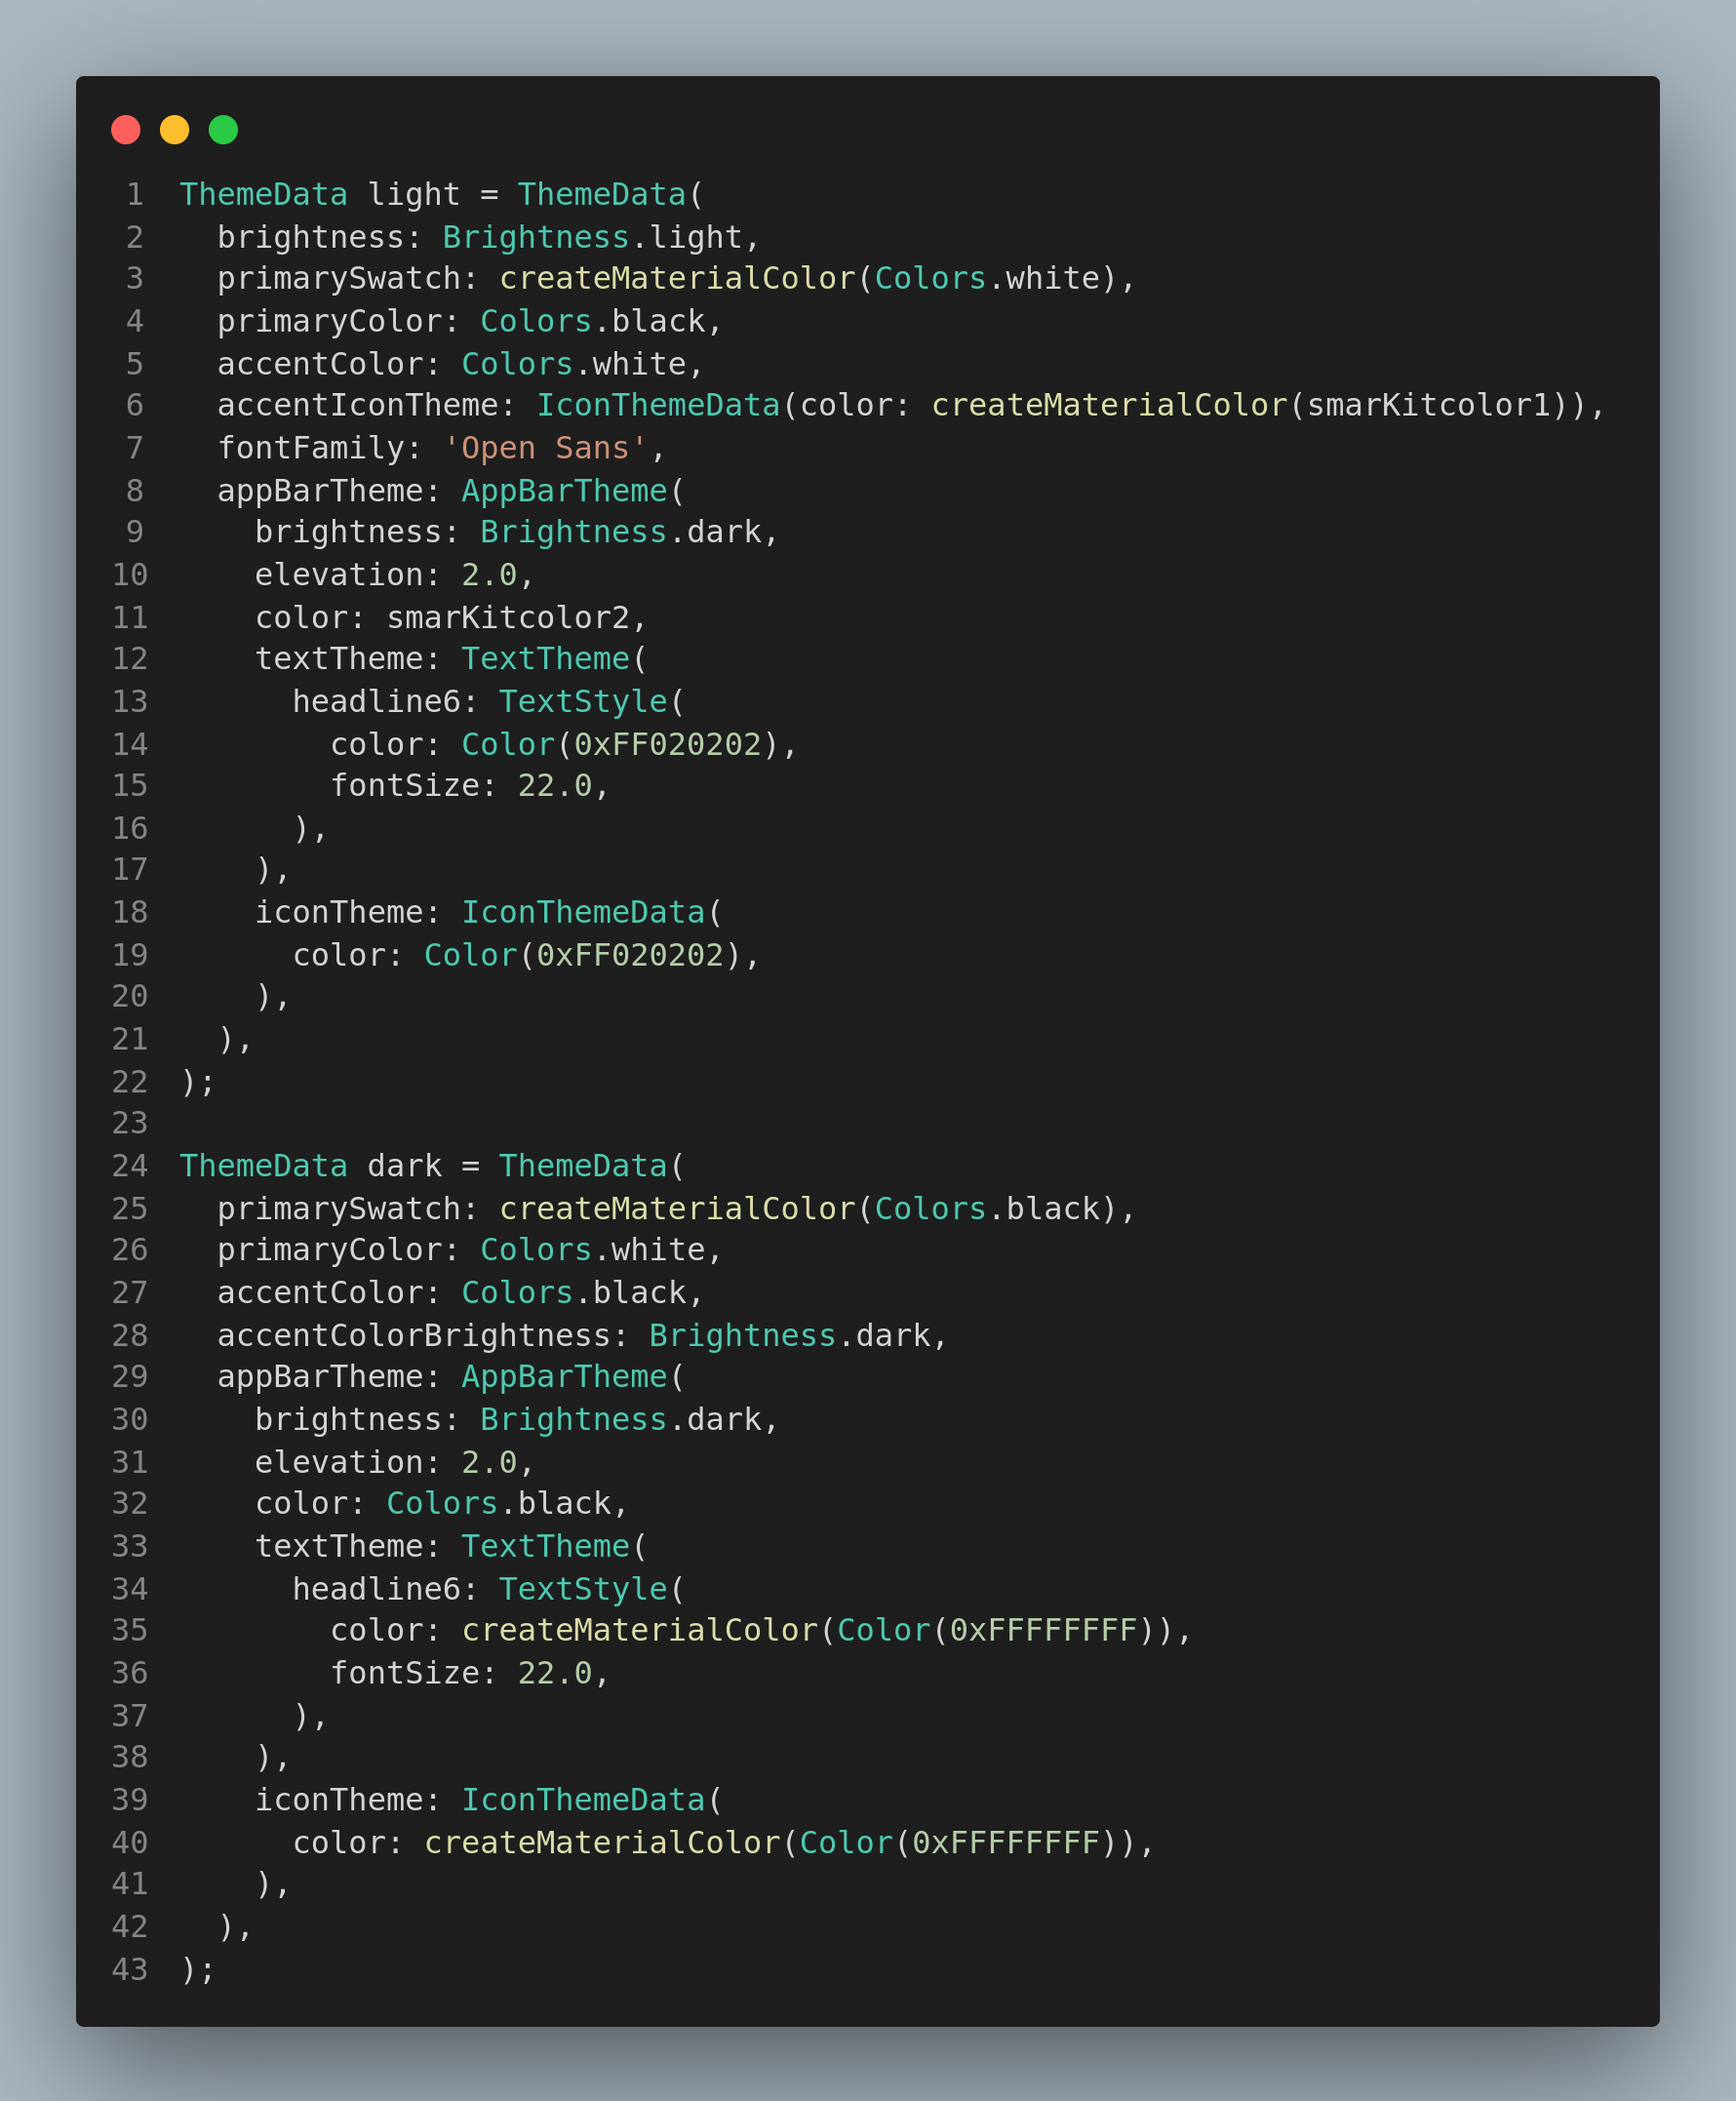 1 ThemeData light = ThemeData(
2   brightness: Brightness.light,
3   primarySwatch: createMaterialColor(Colors.white),
4   primaryColor: Colors.black,
5   accentColor: Colors.white,
6   accentIconTheme: IconThemeData(color: createMaterialColor(smarKitcolor1)),
7   fontFamily: 'Open Sans',
8   appBarTheme: AppBarTheme(
9     brightness: Brightness.dark,
10     elevation: 2.0,
11     color: smarKitcolor2,
12     textTheme: TextTheme(
13       headline6: TextStyle(
14         color: Color(0xFF020202),
15         fontSize: 22.0,
16       ),
17     ),
18     iconTheme: IconThemeData(
19       color: Color(0xFF020202),
20     ),
21   ),
22 );
23
24 ThemeData dark = ThemeData(
25   primarySwatch: createMaterialColor(Colors.black),
26   primaryColor: Colors.white,
27   accentColor: Colors.black,
28   accentColorBrightness: Brightness.dark,
29   appBarTheme: AppBarTheme(
30     brightness: Brightness.dark,
31     elevation: 2.0,
32     color: Colors.black,
33     textTheme: TextTheme(
34       headline6: TextStyle(
35         color: createMaterialColor(Color(0xFFFFFFFF)),
36         fontSize: 22.0,
37       ),
38     ),
39     iconTheme: IconThemeData(
40       color: createMaterialColor(Color(0xFFFFFFFF)),
41     ),
42   ),
43 );